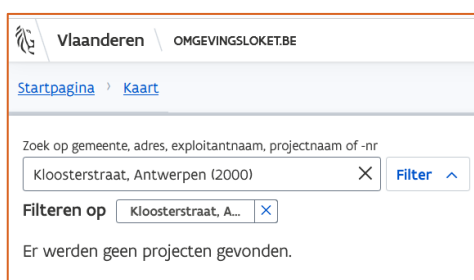 Vlaanderen OMGEVINGSLOKET.BE
Startpagina Kaart
Zoek op gemeente, adres, exploitantnaam, projectnaam of -nr
Kloosterstraat, Antwerpen (2000) Filter
Filteren op Kloosterstraat, A...
Er werden geen projecten gevonden.